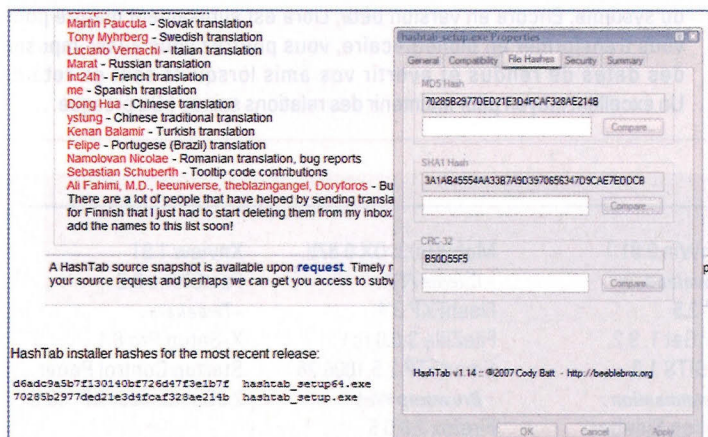 Martin Paucula - Slovak translation
Tony Myhrberg - Swedish translation
Luciano Vernachi - Italian translation
Marat - Russian translation
int24h - French translation
me - Spanish translation
Dong Hua - Chinese translation
ystung - Chinese traditional translation
Kenan Balamir - Turkish translation
Felipe - Portugese (Brazil) translation
Namolovan Nicolae - Romanian translation, bug reports
Sebastian Schuberth - Tooltip code contributions
Ali Fahimi, M.D., leeuniverse, theblazingangel, Doryforos - Bu
There are a lot of people that have helped by sending transla
for Finnish that I just had to start deleting them from my inbox.
add the names to this list soon!
A HashTab source snapshot is available upon request. Timely r
your source request and perhaps we can get you access to subv
HashTab installer hashes for the most recent release:
d6adc9a5b7f130140bf726d47f3e1b7f hashtab_setup64.exe
70285b2977ded21e3d4fcaf328ae214b hashtab_setup.exe
hashtab_setup.exe Properties
General Compatibility File Hashes Security Summary
MD5 Hash
70285B2977DED21E3D4FCAF328AE214B
Compare...
SHA1 Hash
3A1AB45554AA33B7A9D3970656347D9CAE7EDDCB
Compare...
CRC-32
B50D55F5
Compare...
HashTab v1.14 :: ©2007 Cody Batt - http://beeblebrox.org
OK Cancel Apply